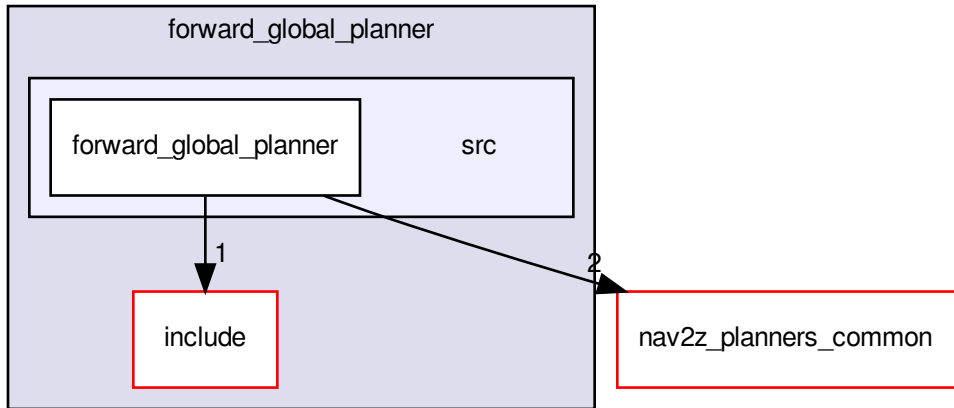 forward_global_planner
forward_global_planner
src
1
2
include
nav2z_planners_common